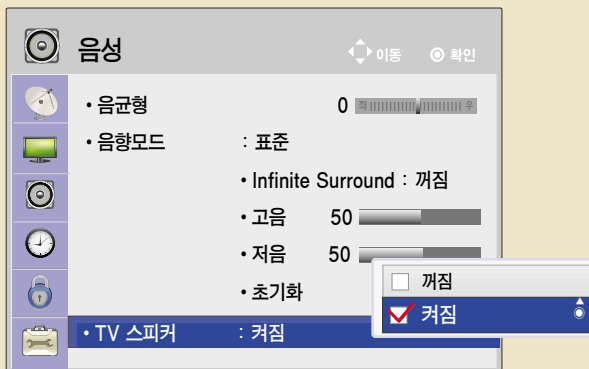 음성 이동 확인
• 음균형 0 좌 우
• 음향모드 : 표준
• Infinite Surround : 꺼짐
• 고음 50
• 저음 50
• 초기화
꺼짐
켜짐
• TV 스피커 : 켜짐